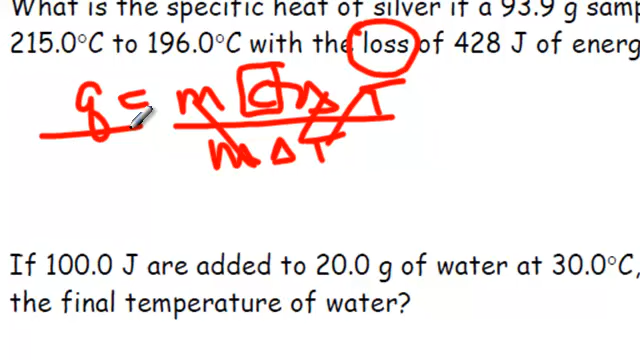 What is the specific heat of silver if a 93.9 g samp
215.0°C to 196.0°C with the loss of 428 J of energ
q = m C Δ T
m Δ T
If 100.0 J are added to 20.0 g of water at 30.0°C,
the final temperature of water?